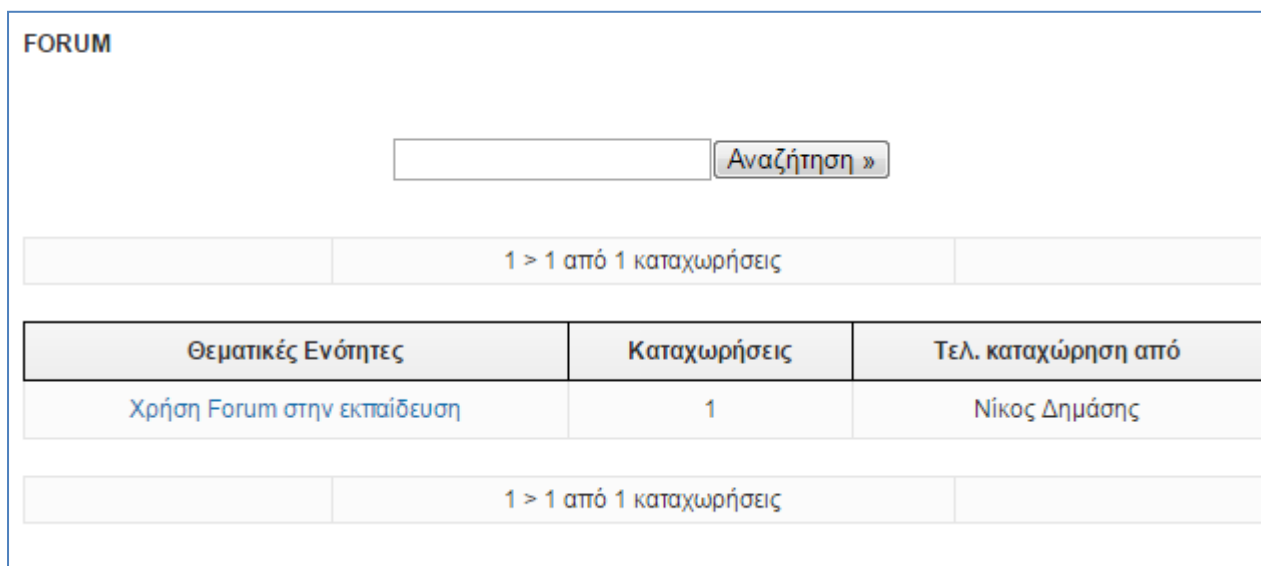 FORUM
Αναζήτηση »
1 > 1 από 1 καταχωρήσεις
Θεματικές Ενότητες Καταχωρήσεις Τελ. καταχώρηση από
Χρήση Forum στην εκπαίδευση 1 Νίκος Δημάσης
1 > 1 από 1 καταχωρήσεις